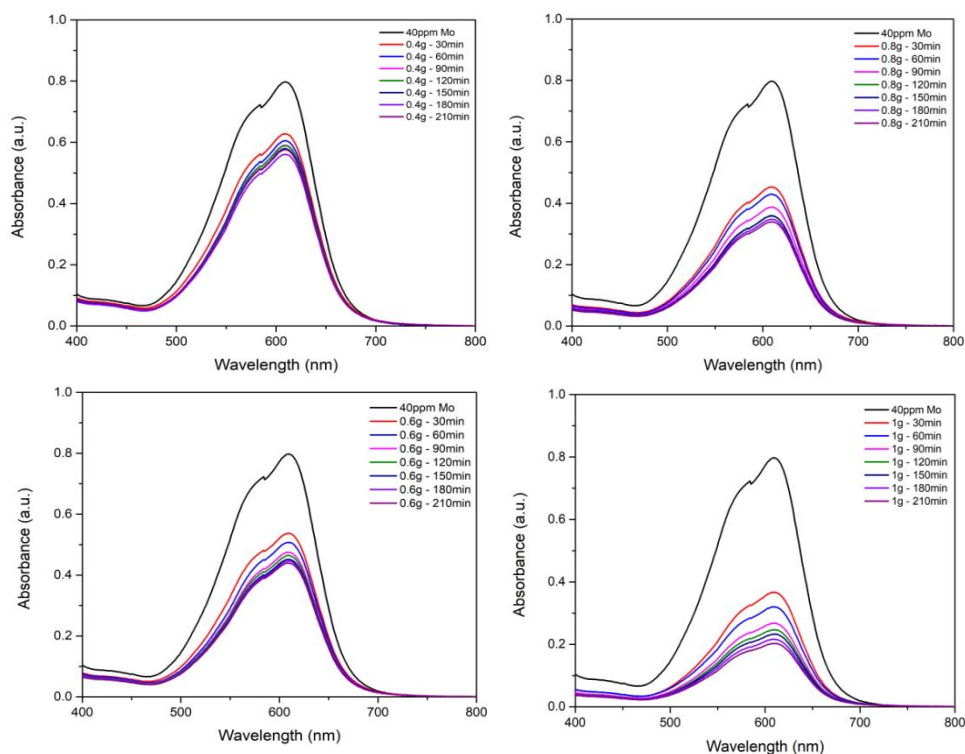 1.0
0.8
0.6
0.4
0.2
0.0
Absorbance (a.u.)
400
500
600
700
800
Wavelength (nm)
40ppm Mo
0.4g - 30min
0.4g - 60min
0.4g - 90min
0.4g - 120min
0.4g - 150min
0.4g - 180min
0.4g - 210min
1.0
0.8
0.6
0.4
0.2
0.0
Absorbance (a.u.)
400
500
600
700
800
Wavelength (nm)
40ppm Mo
0.8g - 30min
0.8g - 60min
0.8g - 90min
0.8g - 120min
0.8g - 150min
0.8g - 180min
0.8g - 210min
1.0
0.8
0.6
0.4
0.2
0.0
Absorbance (a.u.)
400
500
600
700
800
Wavelength (nm)
40ppm Mo
0.6g - 30min
0.6g - 60min
0.6g - 90min
0.6g - 120min
0.6g - 150min
0.6g - 180min
0.6g - 210min
1.0
0.8
0.6
0.4
0.2
0.0
Absorbance (a.u.)
400
500
600
700
800
Wavelength (nm)
40ppm Mo
1g - 30min
1g - 60min
1g - 90min
1g - 120min
1g - 150min
1g - 180min
1g - 210min